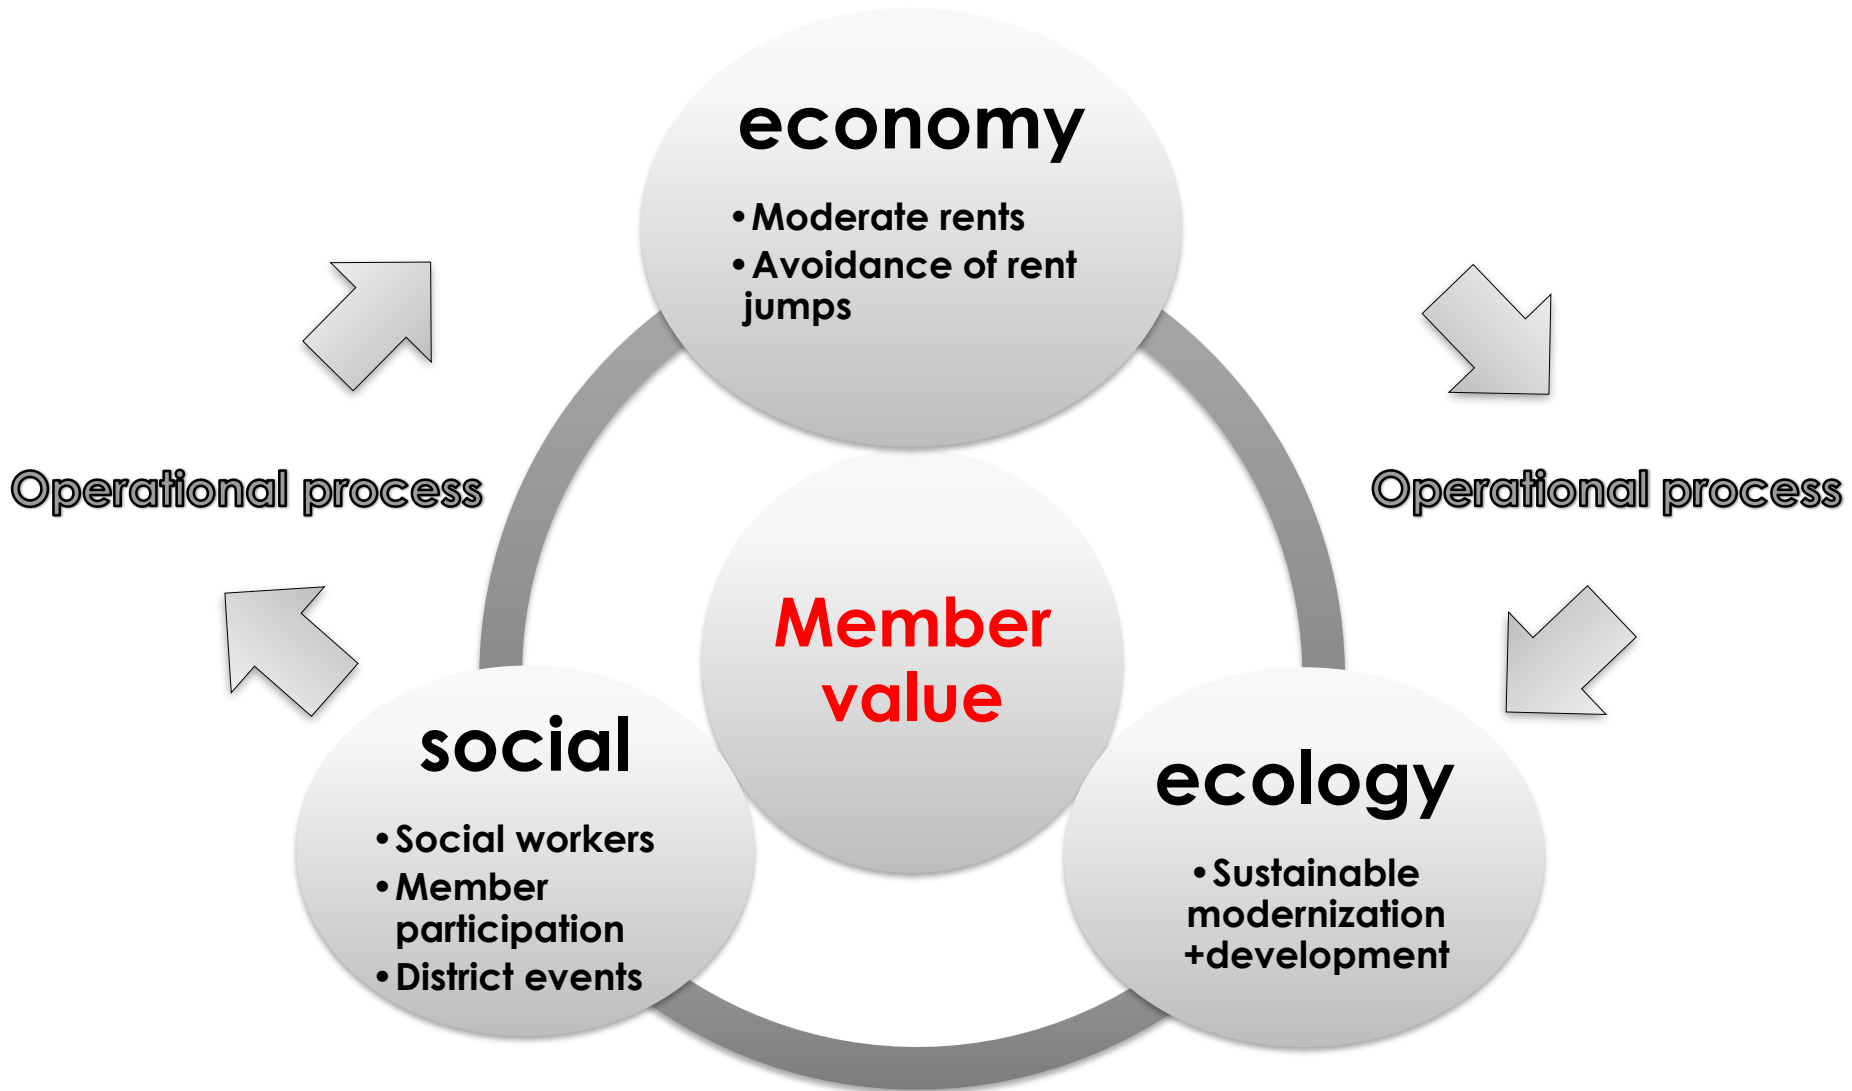 economy
•Moderate rents
•Avoidance of rent
jumps
Operational process
Operational process
Member
value
social
•Social workers
•Member
participation
•District events
ecology
•Sustainable
modernization
+development